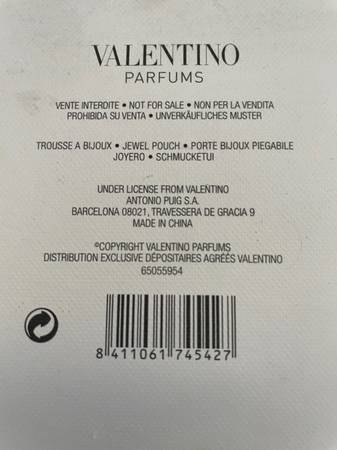 VALENTINO
PARFUMS
VENTE INTERDITE • NOT FOR SALE • NON PER LA VENDITA
PROHIBIDA SU VENTA • UNVERKÄUFLICHES MUSTER
TROUSSE A BIJOUX • JEWEL POUCH • PORTE BIJOUX PIEGABILE
JOYERO • SCHMUCKETUI
UNDER LICENSE FROM VALENTINO
ANTONIO PUIG S.A.
BARCELONA 08021, TRAVESSERA DE GRACIA 9
MADE IN CHINA
©COPYRIGHT VALENTINO PARFUMS
DISTRIBUTION EXCLUSIVE DÉPOSITAIRES AGRÉÉS VALENTINO
65055954
8 411061 745427